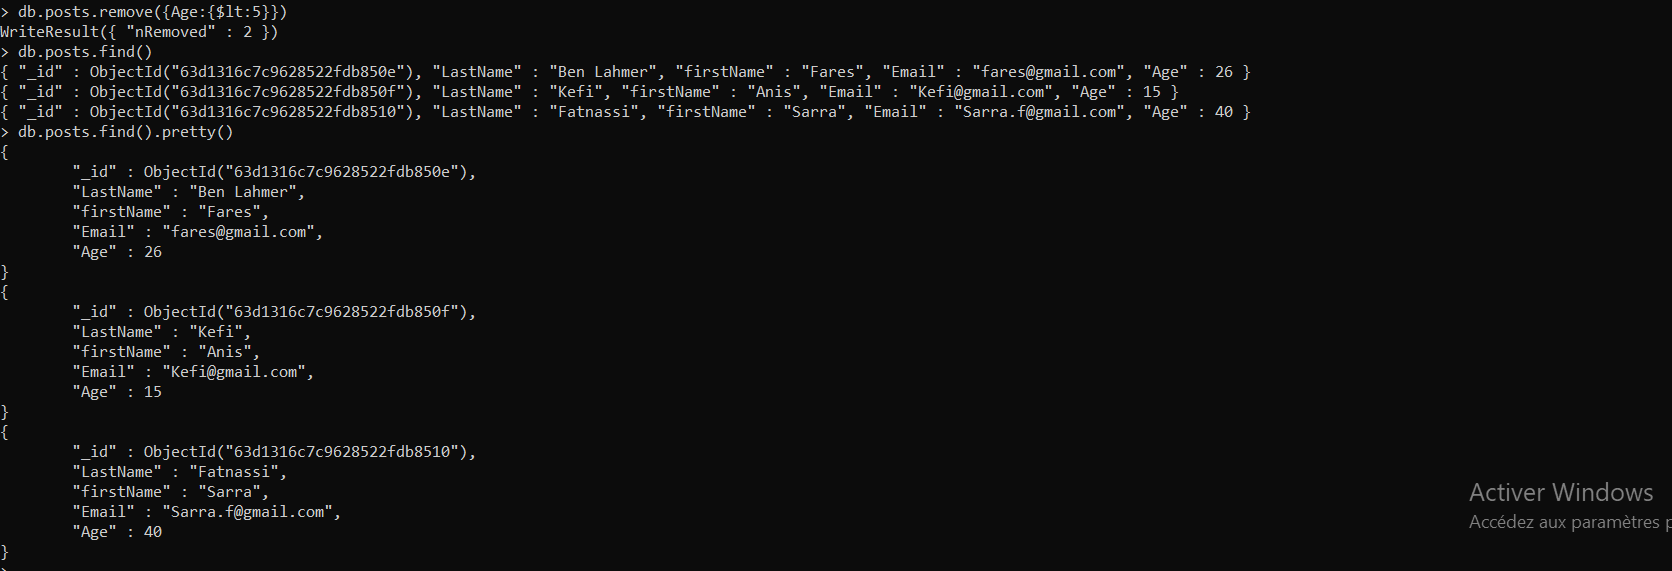 > db.posts.remove({Age:{$lt:5}})
WriteResult({ "nRemoved" : 2 })
> db.posts.find()
{ "_id" : ObjectId("63d1316c7c9628522fdb850e"), "LastName" : "Ben Lahmer", "firstName" : "Fares", "Email" : "fares@gmail.com", "Age" : 26 }
{ "_id" : ObjectId("63d1316c7c9628522fdb850f"), "LastName" : "Kefi", "firstName" : "Anis", "Email" : "Kefi@gmail.com", "Age" : 15 }
{ "_id" : ObjectId("63d1316c7c9628522fdb8510"), "LastName" : "Fatnassi", "firstName" : "Sarra", "Email" : "Sarra.f@gmail.com", "Age" : 40 }
> db.posts.find().pretty()
{
        "_id" : ObjectId("63d1316c7c9628522fdb850e"),
        "LastName" : "Ben Lahmer",
        "firstName" : "Fares",
        "Email" : "fares@gmail.com",
        "Age" : 26
}
{
        "_id" : ObjectId("63d1316c7c9628522fdb850f"),
        "LastName" : "Kefi",
        "firstName" : "Anis",
        "Email" : "Kefi@gmail.com",
        "Age" : 15
}
{
        "_id" : ObjectId("63d1316c7c9628522fdb8510"),
        "LastName" : "Fatnassi",
        "firstName" : "Sarra",
        "Email" : "Sarra.f@gmail.com",
        "Age" : 40
}
>
Activer Windows
Accédez aux paramètres p